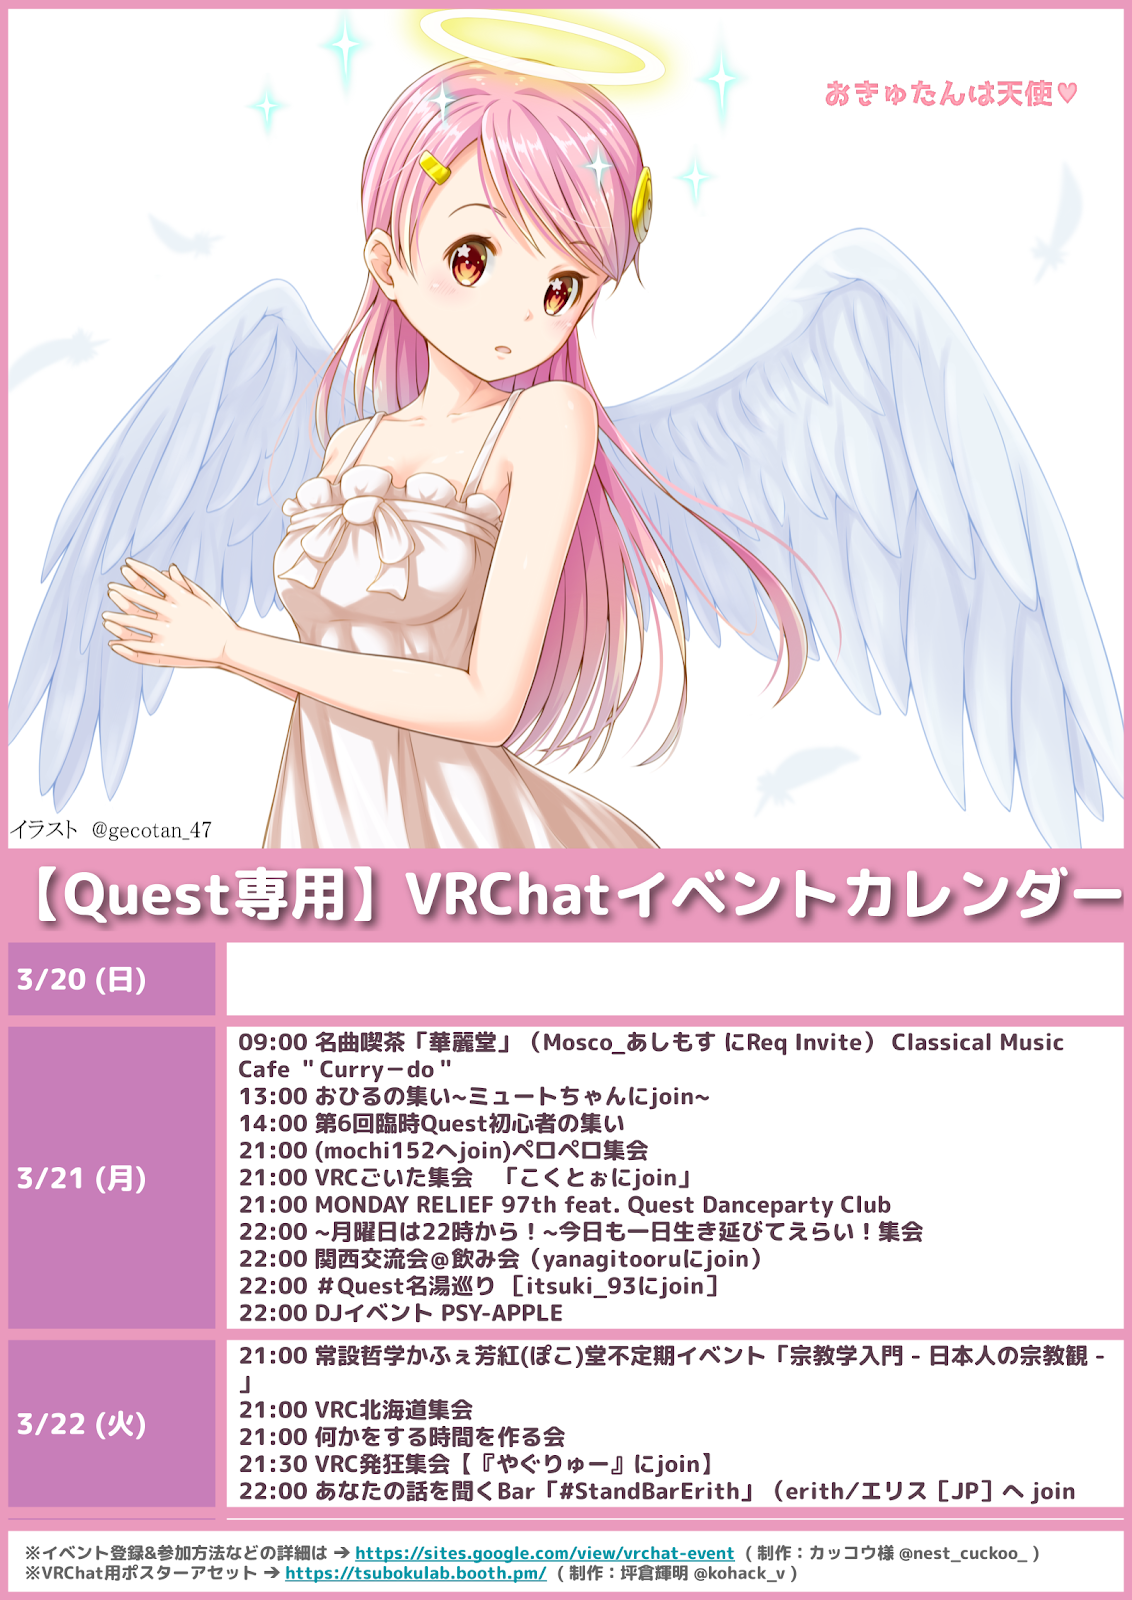 おきゅたんは天使♥
イラスト @gecotan_47
【Quest専用】VRChatイベントカレンダー
3/20 (日)
3/21 (月)
09:00 名曲喫茶「華麗堂」（Mosco_あしもす にReq Invite） Classical Music
Cafe ＂Curryーdo＂
13:00 おひるの集い~ミュートちゃんにjoin~
14:00 第6回臨時Quest初心者の集い
21:00 (mochi152へjoin)ペロペロ集会
21:00 VRCごいた集会　「こくとぉにjoin」
21:00 MONDAY RELIEF 97th feat. Quest Danceparty Club
22:00 ~月曜日は22時から！~今日も一日生き延びてえらい！集会
22:00 関西交流会＠飲み会（yanagitooruにjoin）
22:00 ＃Quest名湯巡り ［itsuki_93にjoin］
22:00 DJイベント PSY-APPLE
3/22 (火)
21:00 常設哲学かふぇ芳紅(ぽこ)堂不定期イベント「宗教学入門 - 日本人の宗教観 -
」
21:00 VRC北海道集会
21:00 何かをする時間を作る会
21:30 VRC発狂集会【『やぐりゅー』にjoin】
22:00 あなたの話を聞くBar「#StandBarErith」（erith/エリス［JP］へ join
※イベント登録&参加方法などの詳細は ➔ https://sites.google.com/view/vrchat-event ( 制作：カッコウ様 @nest_cuckoo_ )
※VRChat用ポスターアセット ➔ https://tsubokulab.booth.pm/ ( 制作：坪倉輝明 @kohack_v )